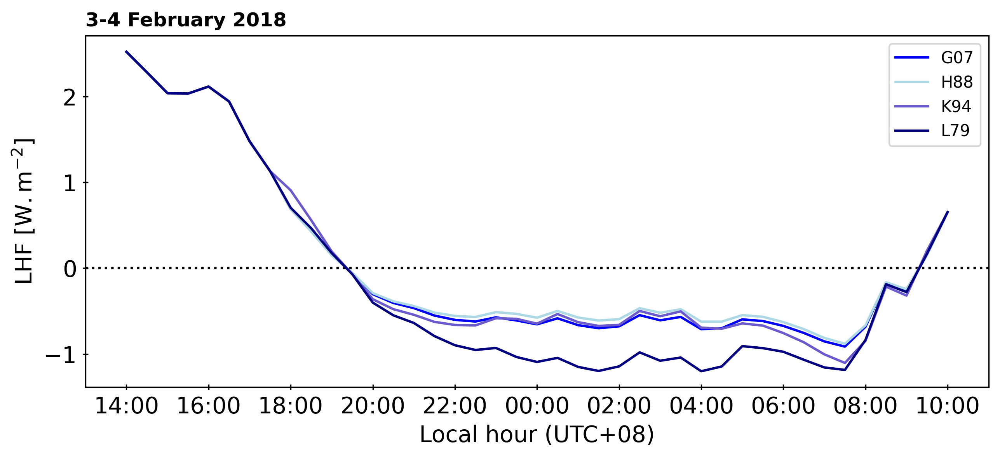 3-4 February 2018
LHF [W.m⁻²]
2
1
0
−1
G07
H88
K94
L79
14:00 16:00 18:00 20:00 22:00 00:00 02:00 04:00 06:00 08:00 10:00
Local hour (UTC+08)